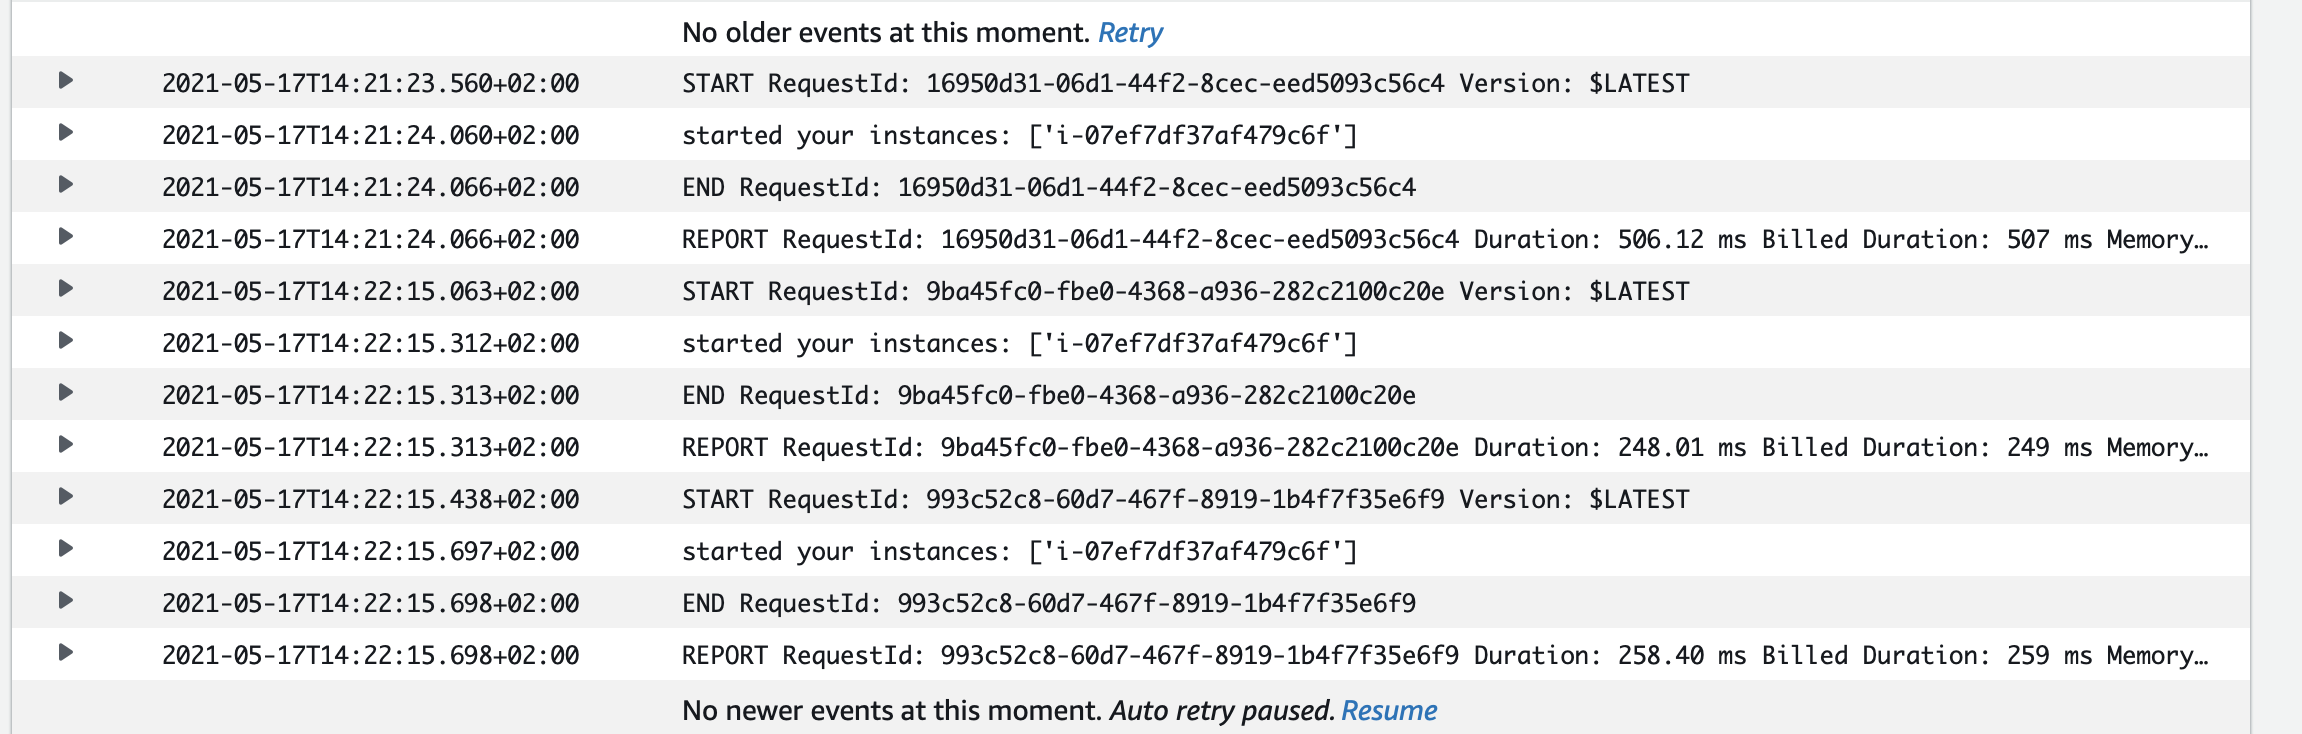 No older events at this moment. Retry
2021-05-17T14:21:23.560+02:00 START RequestId: 16950d31-06d1-44f2-8cec-eed5093c56c4 Version: $LATEST
2021-05-17T14:21:24.060+02:00 started your instances: ['i-07ef7df37af479c6f']
2021-05-17T14:21:24.066+02:00 END RequestId: 16950d31-06d1-44f2-8cec-eed5093c56c4
2021-05-17T14:21:24.066+02:00 REPORT RequestId: 16950d31-06d1-44f2-8cec-eed5093c56c4 Duration: 506.12 ms Billed Duration: 507 ms Memory…
2021-05-17T14:22:15.063+02:00 START RequestId: 9ba45fc0-fbe0-4368-a936-282c2100c20e Version: $LATEST
2021-05-17T14:22:15.312+02:00 started your instances: ['i-07ef7df37af479c6f']
2021-05-17T14:22:15.313+02:00 END RequestId: 9ba45fc0-fbe0-4368-a936-282c2100c20e
2021-05-17T14:22:15.313+02:00 REPORT RequestId: 9ba45fc0-fbe0-4368-a936-282c2100c20e Duration: 248.01 ms Billed Duration: 249 ms Memory…
2021-05-17T14:22:15.438+02:00 START RequestId: 993c52c8-60d7-467f-8919-1b4f7f35e6f9 Version: $LATEST
2021-05-17T14:22:15.697+02:00 started your instances: ['i-07ef7df37af479c6f']
2021-05-17T14:22:15.698+02:00 END RequestId: 993c52c8-60d7-467f-8919-1b4f7f35e6f9
2021-05-17T14:22:15.698+02:00 REPORT RequestId: 993c52c8-60d7-467f-8919-1b4f7f35e6f9 Duration: 258.40 ms Billed Duration: 259 ms Memory…
No newer events at this moment. Auto retry paused. Resume